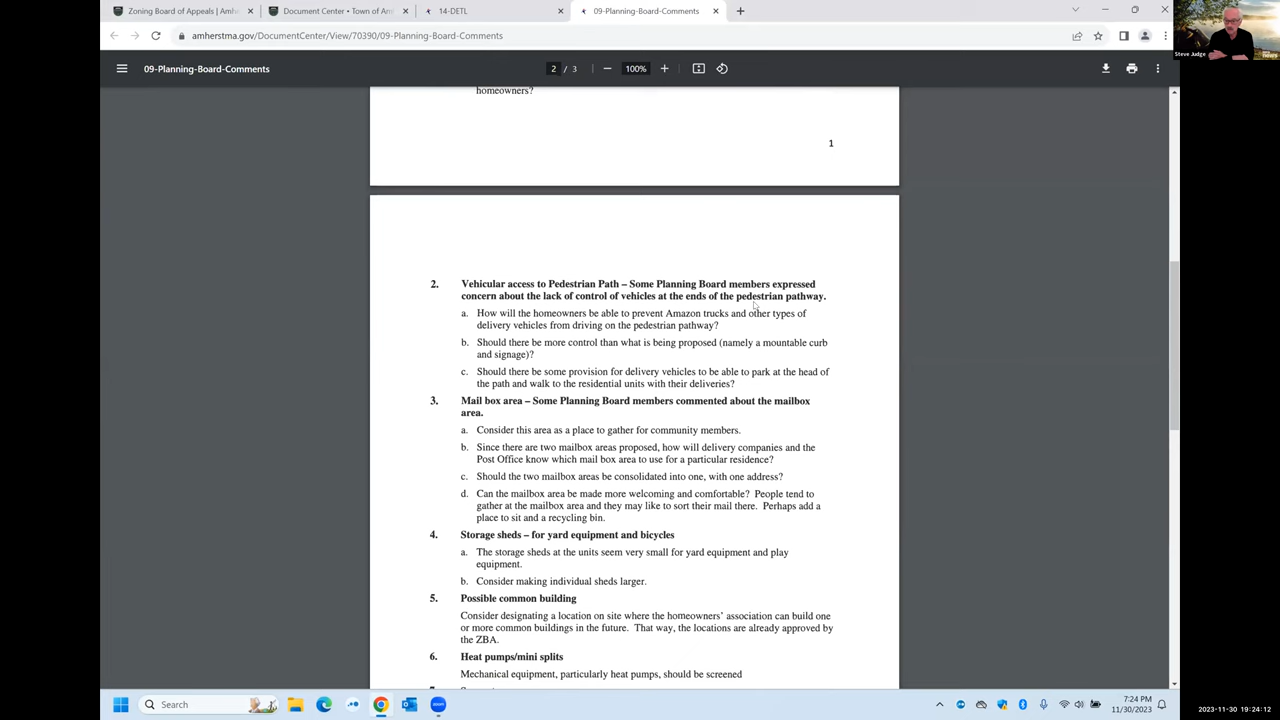 Zoning Board of Appeals | Amh
Document Center • Town of Am
14-DETL
09-Planning-Board-Comments
amherstma.gov/DocumentCenter/View/70390/09-Planning-Board-Comments
09-Planning-Board-Comments
2 / 3
100%
homeowners?
1
2. Vehicular access to Pedestrian Path – Some Planning Board members expressed
concern about the lack of control of vehicles at the ends of the pedestrian pathway.
a. How will the homeowners be able to prevent Amazon trucks and other types of
delivery vehicles from driving on the pedestrian pathway?
b. Should there be more control than what is being proposed (namely a mountable curb
and signage)?
c. Should there be some provision for delivery vehicles to be able to park at the head of
the path and walk to the residential units with their deliveries?
3. Mail box area – Some Planning Board members commented about the mailbox
area.
a. Consider this area as a place to gather for community members.
b. Since there are two mailbox areas proposed, how will delivery companies and the
Post Office know which mail box area to use for a particular residence?
c. Should the two mailbox areas be consolidated into one, with one address?
d. Can the mailbox area be made more welcoming and comfortable? People tend to
gather at the mailbox area and they may like to sort their mail there. Perhaps add a
place to sit and a recycling bin.
4. Storage sheds – for yard equipment and bicycles
a. The storage sheds at the units seem very small for yard equipment and play
equipment.
b. Consider making individual sheds larger.
5. Possible common building
Consider designating a location on site where the homeowners' association can build one
or more common buildings in the future. That way, the locations are already approved by
the ZBA.
6. Heat pumps/mini splits
Mechanical equipment, particularly heat pumps, should be screened
Steve Judge
Search
zoom
7:24 PM
11/30/2023
2023-11-30 19:24:12